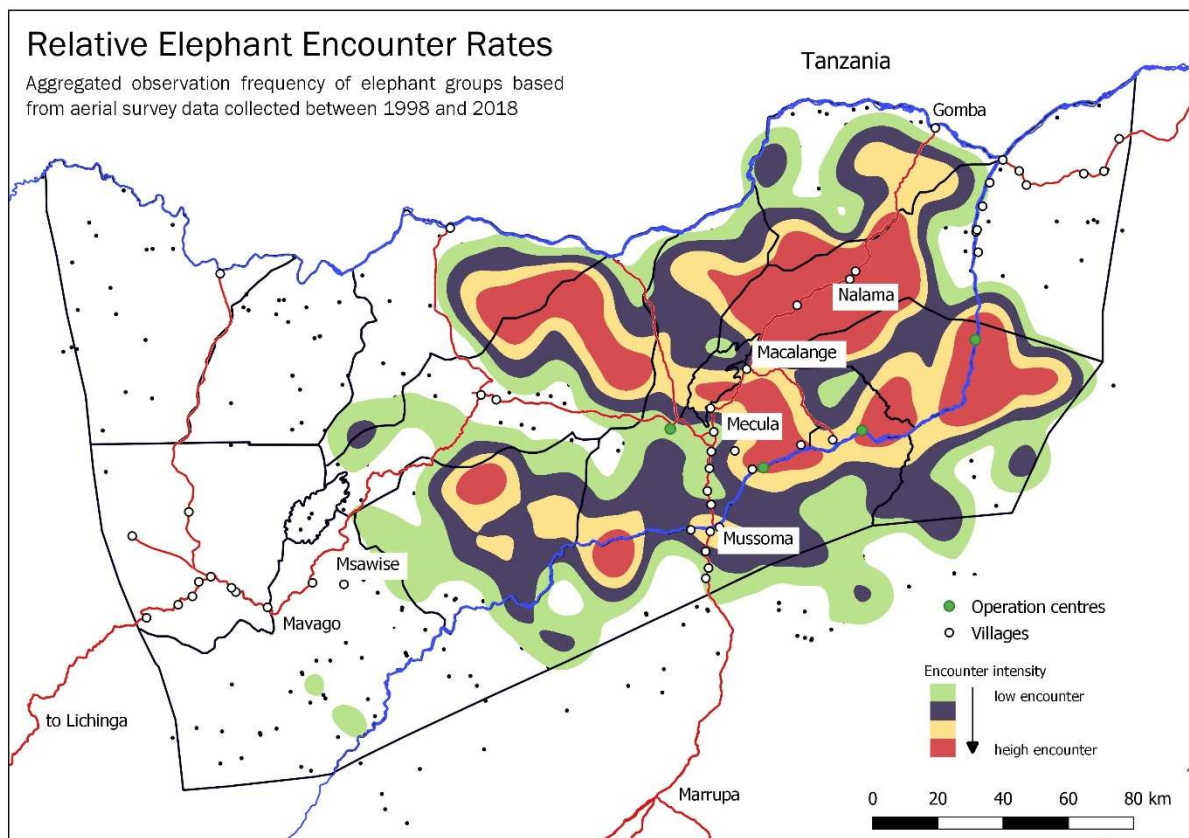 Relative Elephant Encounter Rates
Aggregated observation frequency of elephant groups based
from aerial survey data collected between 1998 and 2018
Tanzania
Gomba
Nalama
Macalange
Mecula
Mussoma
Msawise
Mavago
to Lichinga
Marrupa
Operation centres
Villages
Encounter intensity
low encounter
heigh encounter
0 20 40 60 80 km